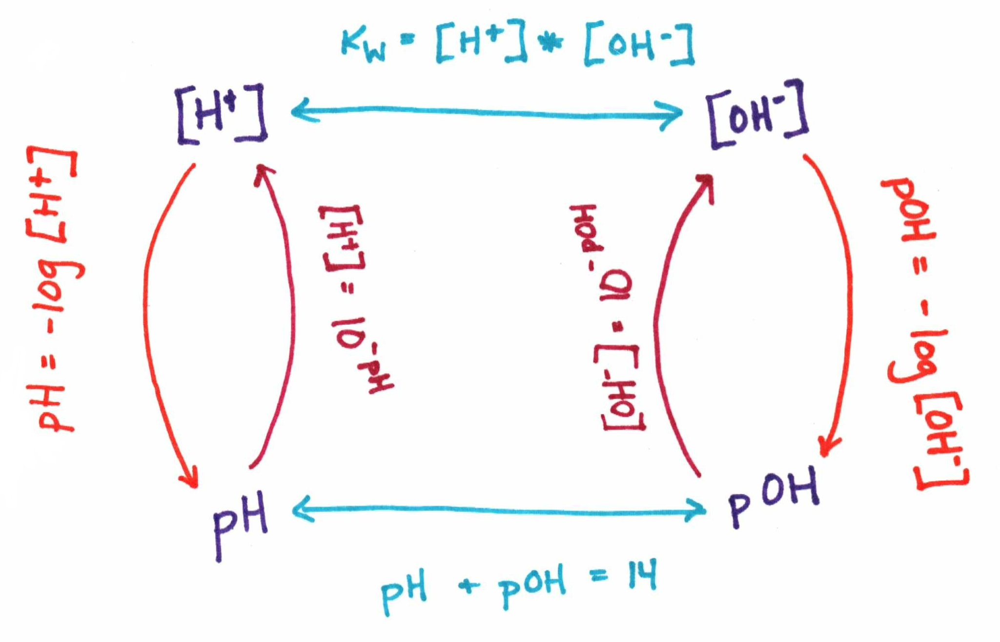 Kw = [H+] * [OH-]
[H+]
[OH-]
pH = -log [H+]
[H+] = 10-pH
[OH-] = 10-pOH
pOH = -log [OH-]
pH
pOH
pH + pOH = 14